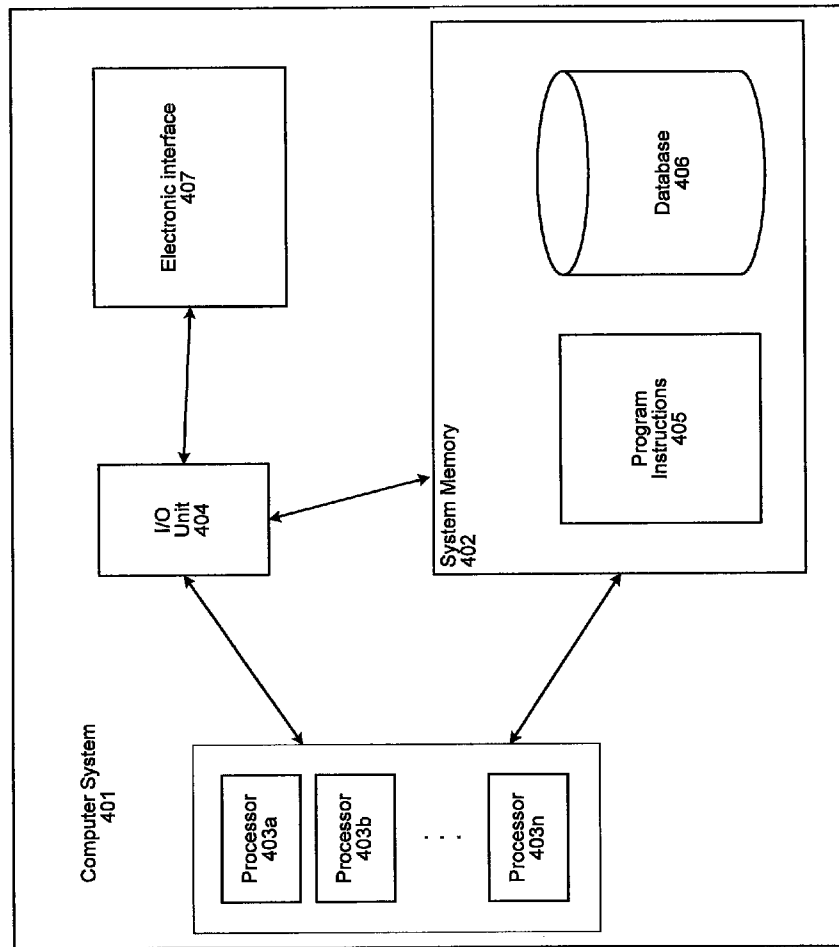 Computer System
401
Processor
403a
Processor
403b
. . .
Processor
403n
I/O
Unit
404
Electronic interface
407
System Memory
402
Program
Instructions
405
Database
406